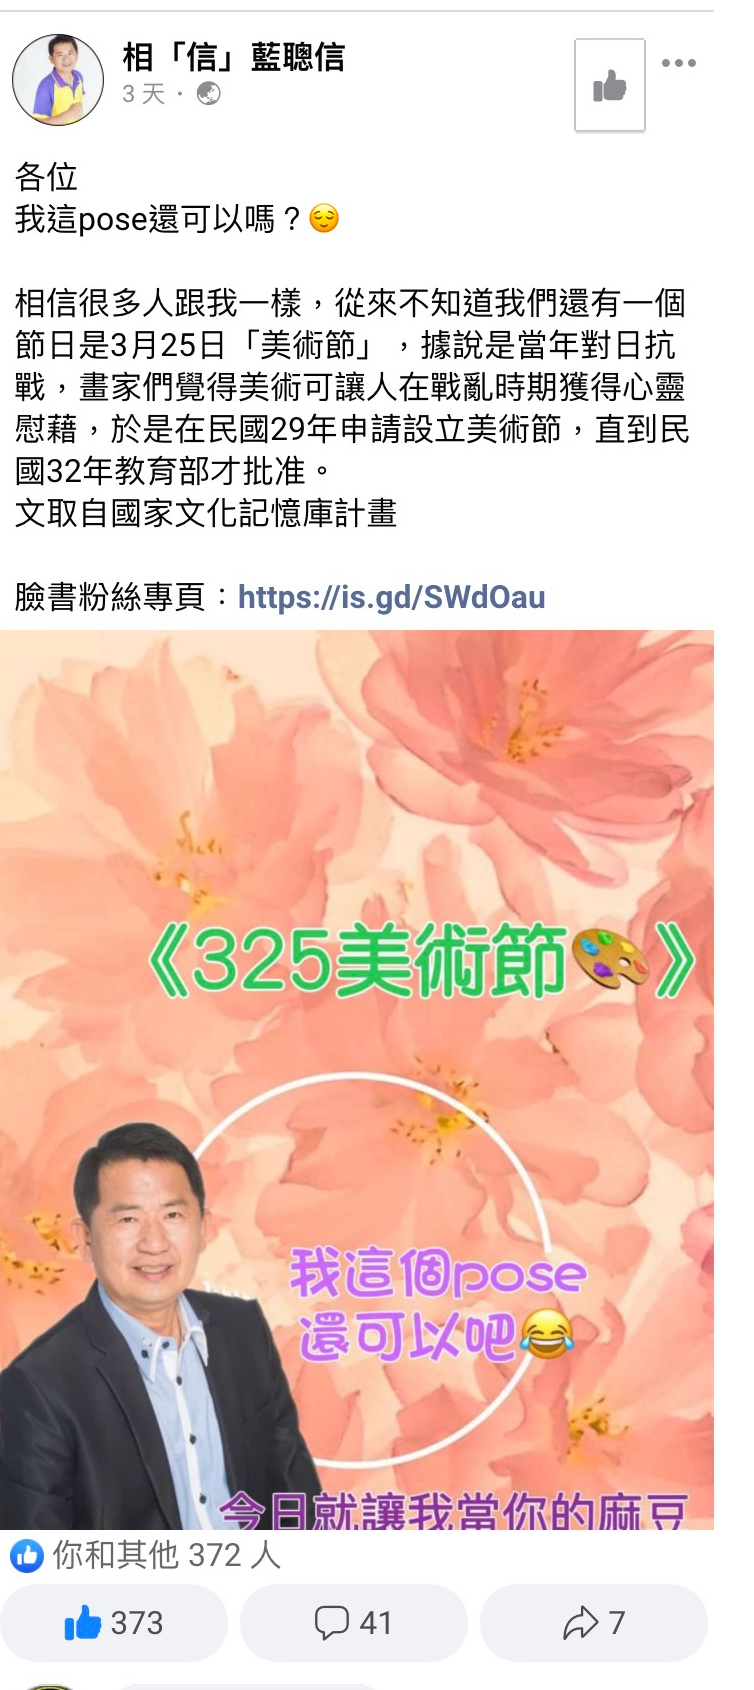 相「信」藍聰信
3 天 ·
各位
我這pose還可以嗎？😌
相信很多人跟我一樣，從來不知道我們還有一個
節日是3月25日「美術節」，據說是當年對日抗
戰，畫家們覺得美術可讓人在戰亂時期獲得心靈
慰藉，於是在民國29年申請設立美術節，直到民
國32年教育部才批准。
文取自國家文化記憶庫計畫
臉書粉絲專頁：https://is.gd/SWdOau
《325美術節🎨》
我這個pose
還可以吧😂
今日就讓我當你的麻豆
你和其他 372 人
373
41
7